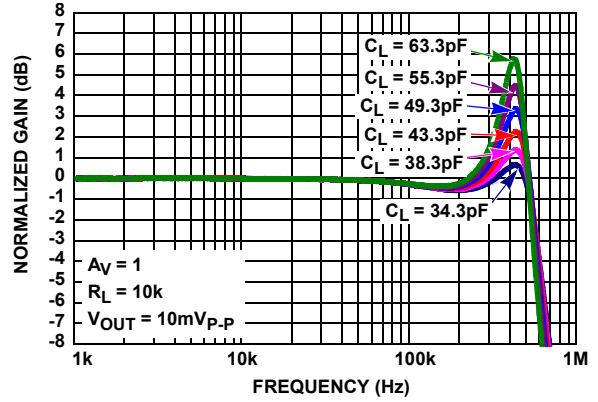 8
7
6
5
4
3
2
1
0
-1
-2
-3
-4
-5
-6
-7
-8
NORMALIZED GAIN (dB)
CL = 63.3pF
CL = 55.3pF
CL = 49.3pF
CL = 43.3pF
CL = 38.3pF
CL = 34.3pF
AV = 1
RL = 10k
VOUT = 10mVP-P
1k 10k 100k 1M
FREQUENCY (Hz)